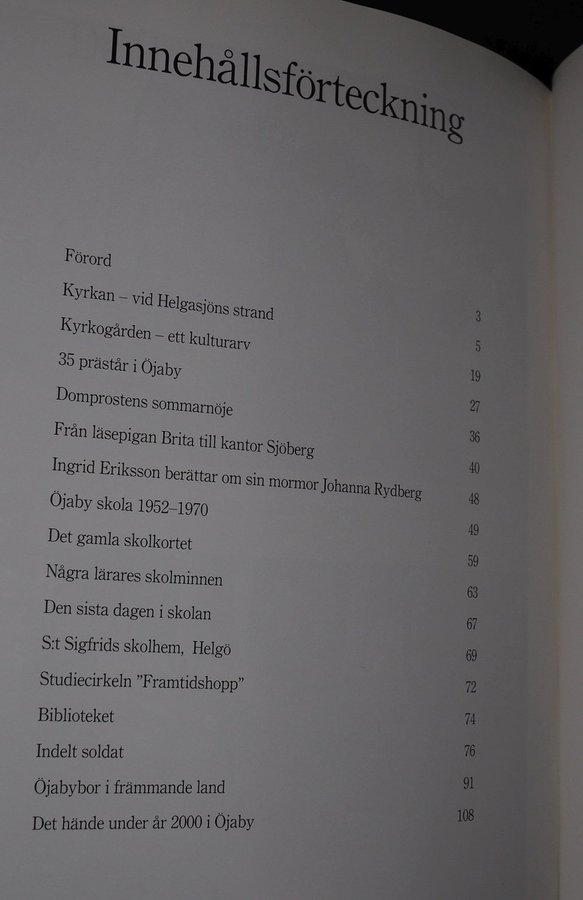 Innehållsförteckning
Förord 3
Kyrkan – vid Helgasjöns strand 5
Kyrkogården – ett kulturarv 19
35 prästår i Öjaby 27
Domprostens sommarnöje 36
Från läsepigan Brita till kantor Sjöberg 40
Ingrid Eriksson berättar om sin mormor Johanna Rydberg 48
Öjaby skola 1952–1970 49
Det gamla skolkortet 59
Några lärares skolminnen 63
Den sista dagen i skolan 67
S:t Sigfrids skolhem, Helgö 69
Studiecirkeln ”Framtidshopp” 72
Biblioteket 74
Indelt soldat 76
Öjabybor i främmande land 91
Det hände under år 2000 i Öjaby 108